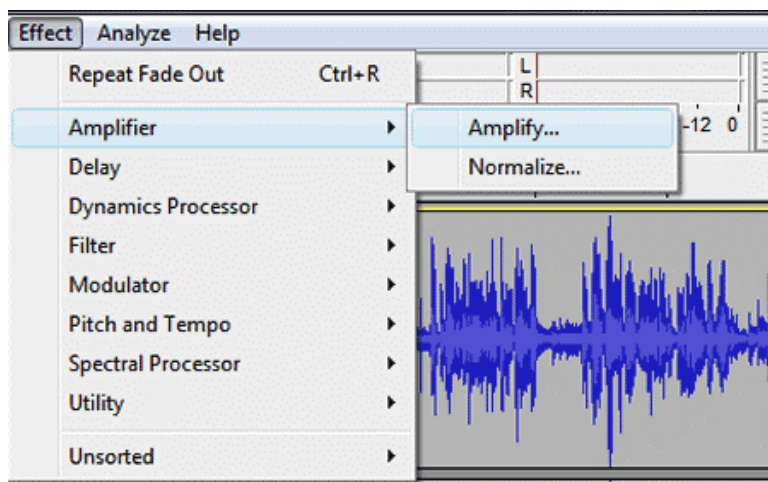 Effect Analyze Help
Repeat Fade Out Ctrl+R
L
R
Amplifier
Amplify...
-12 0
Delay
Normalize...
Dynamics Processor
Filter
Modulator
Pitch and Tempo
Spectral Processor
Utility
Unsorted